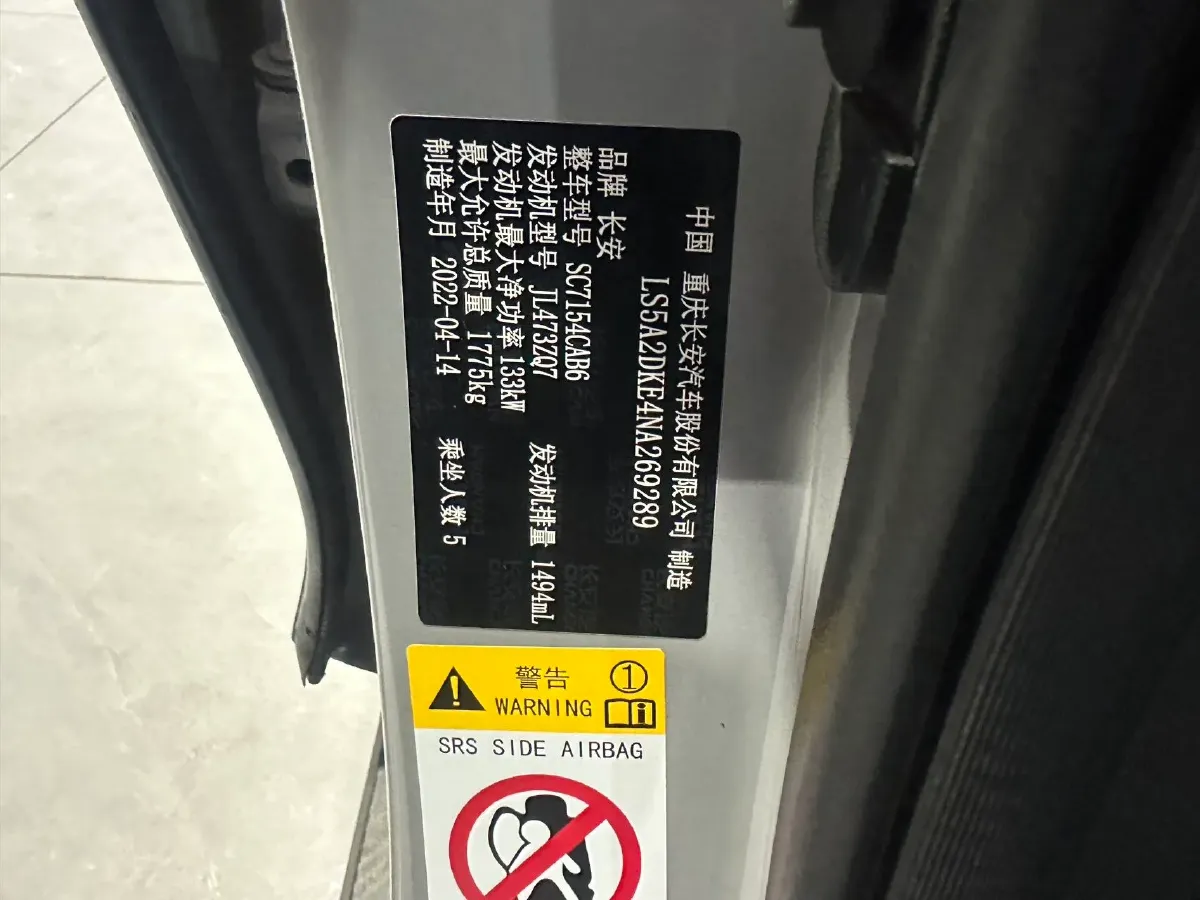 中国 重庆长安汽车股份有限公司 制造
LS5A2DKE4NA269289
品牌 长安
整车型号 SC7154CAB6
发动机型号 JL473ZQ7 发动机排量 1494mL
发动机最大净功率 133kW
最大允许总质量 1775kg
制造年月 2022-04-14 乘坐人数 5
警告 ①
WARNING
SRS SIDE AIRBAG